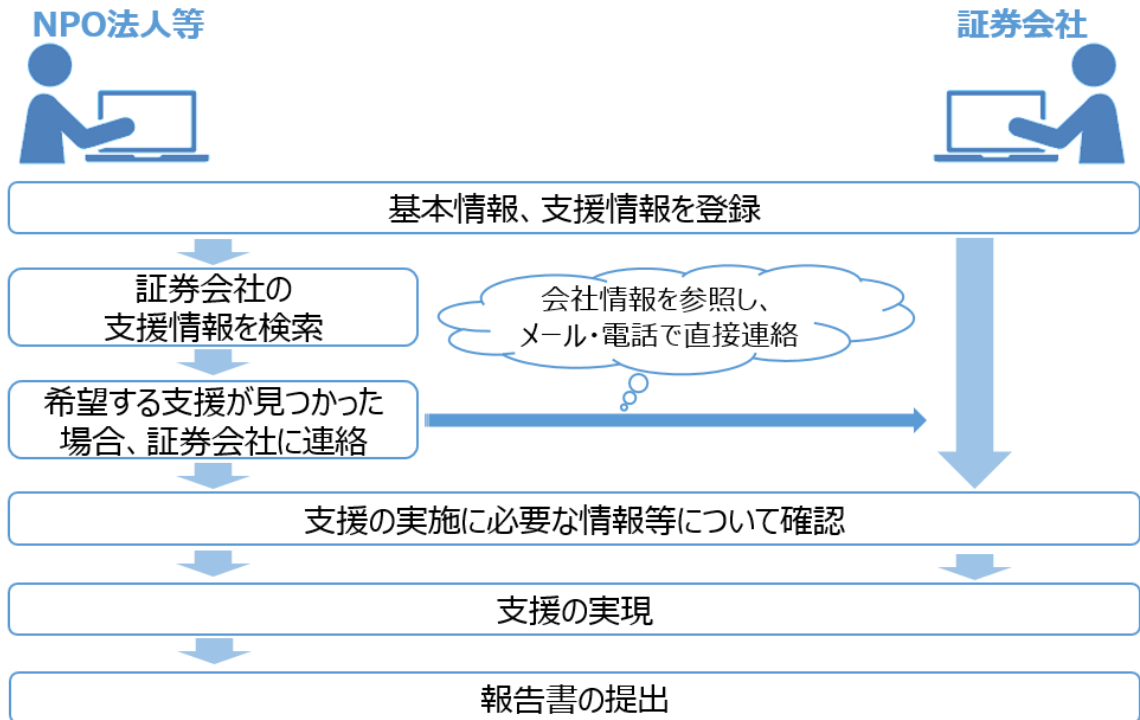 NPO法人等
証券会社
基本情報、支援情報を登録
証券会社の
支援情報を検索
会社情報を参照し、
メール・電話で直接連絡
希望する支援が見つかった
場合、証券会社に連絡
支援の実施に必要な情報等について確認
支援の実現
報告書の提出